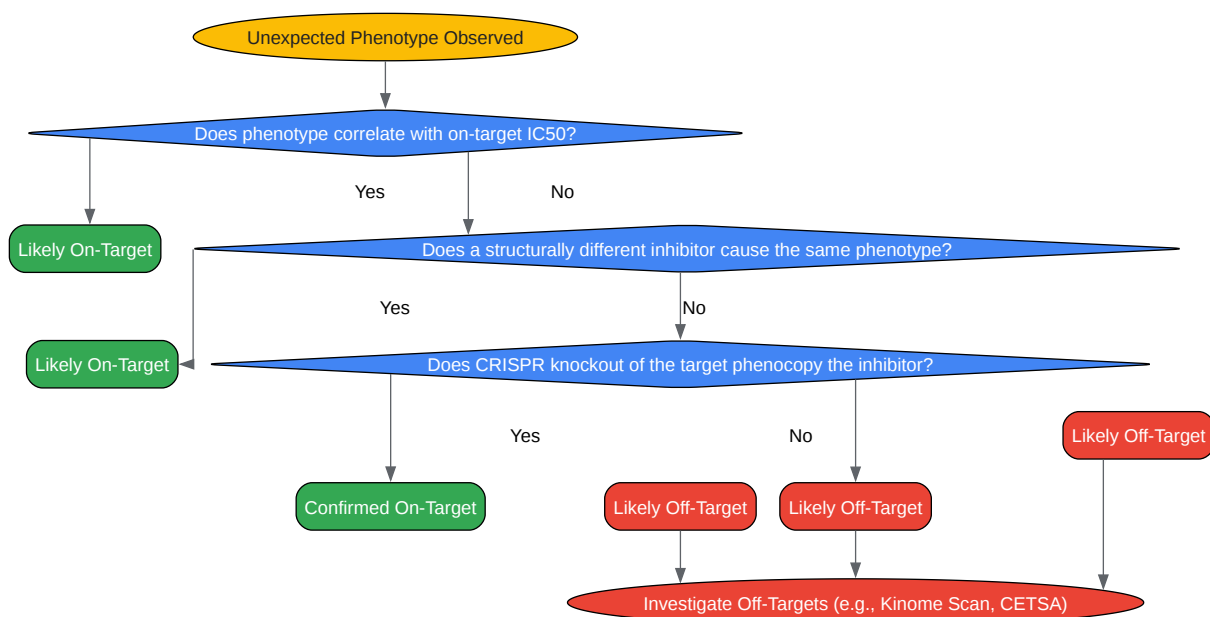 Unexpected Phenotype Observed
Does phenotype correlate with on-target IC50?
Yes
No
Likely On-Target
Does a structurally different inhibitor cause the same phenotype?
Yes
No
Likely On-Target
Does CRISPR knockout of the target phenocopy the inhibitor?
Yes
No
Likely Off-Target
Confirmed On-Target
Likely Off-Target
Likely Off-Target
Investigate Off-Targets (e.g., Kinome Scan, CETSA)